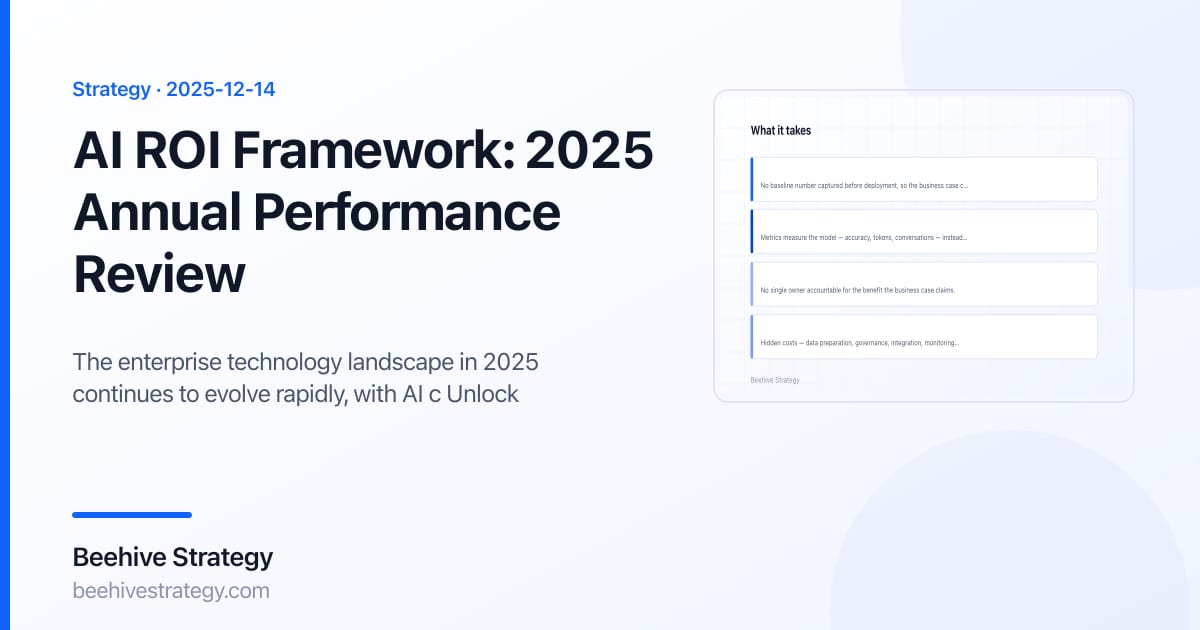 Strategy · 2025-12-14
AI ROI Framework: 2025
Annual Performance
Review
The enterprise technology landscape in 2025
continues to evolve rapidly, with AI c Unlock
Beehive Strategy
beehivestrategy.com
What it takes
No baseline number captured before deployment, so the business case c...
Metrics measure the model — accuracy, tokens, conversations — instead...
No single owner accountable for the benefit the business case claims.
Hidden costs — data preparation, governance, integration, monitoring...
Beehive Strategy